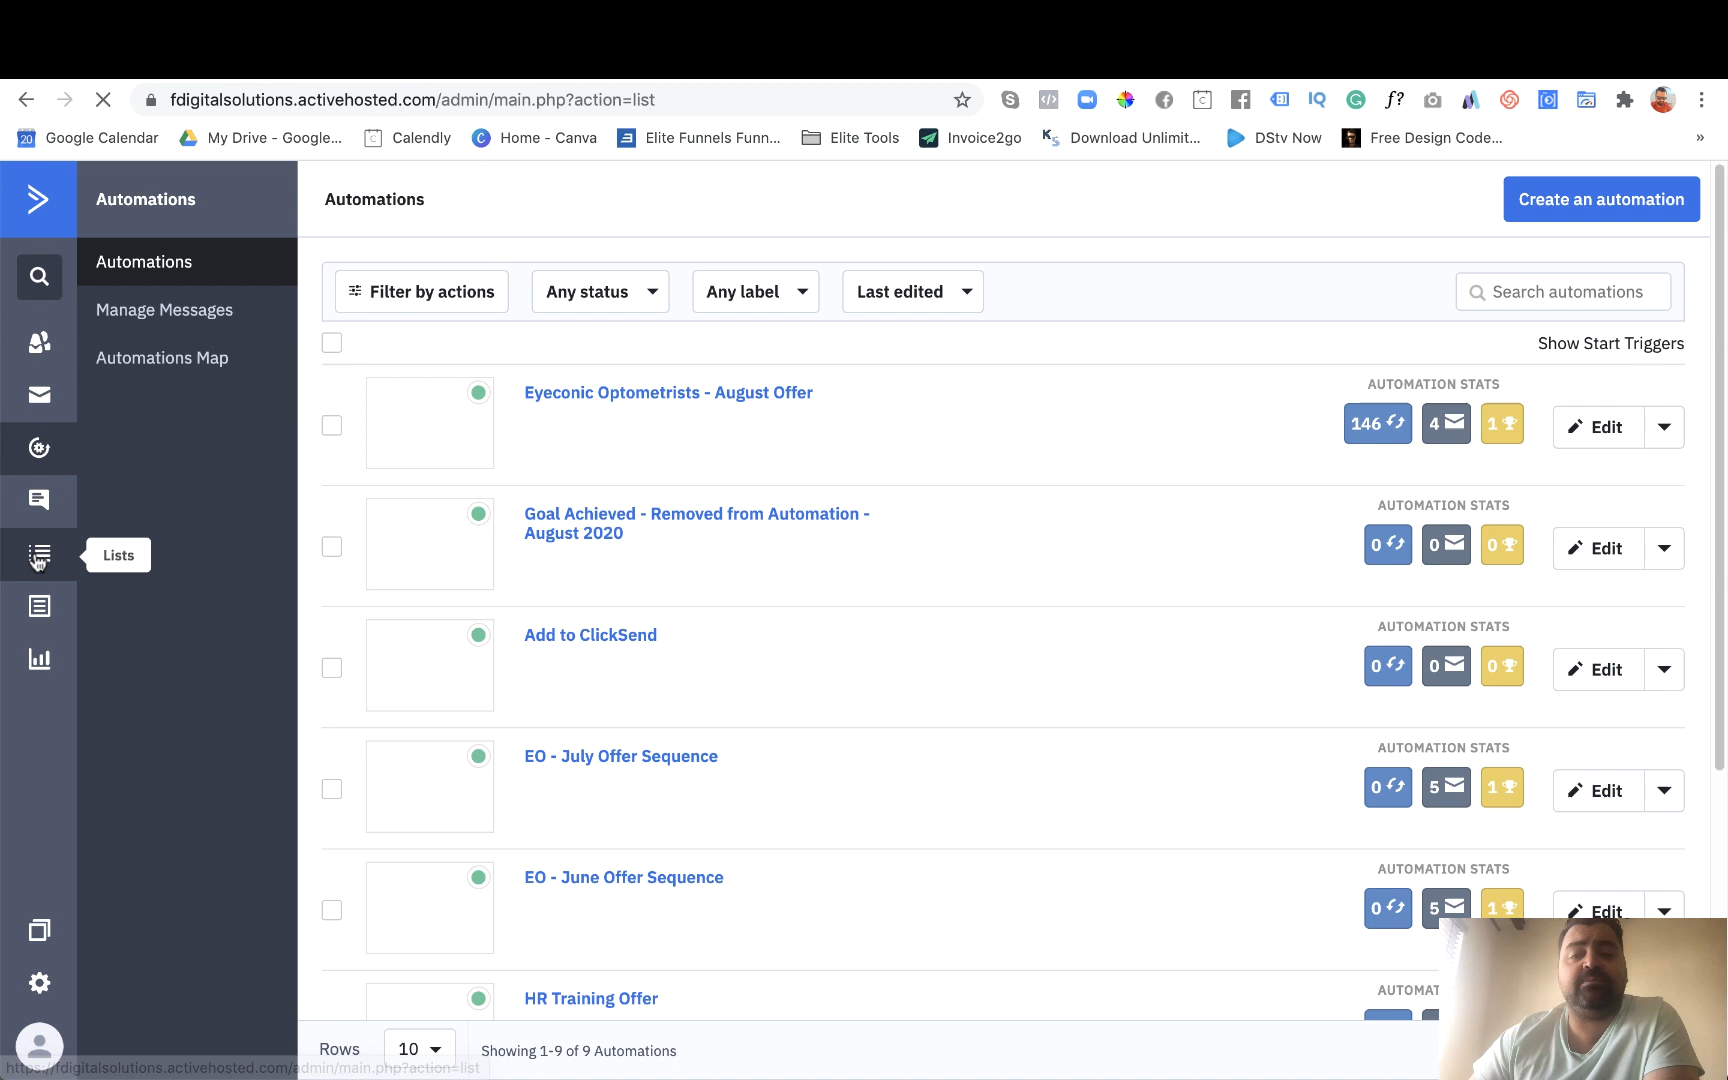 fdigitalsolutions.activehosted.com/admin/main.php?action=list
20 Google Calendar My Drive - Google... Calendly Home - Canva Elite Funnels Funn... Elite Tools Invoice2go Download Unlimit... DStv Now Free Design Code... »
Automations
Automations
Manage Messages
Automations Map
Lists
Automations
Create an automation
Filter by actions Any status Any label Last edited Search automations
Show Start Triggers
Eyeconic Optometrists - August Offer
AUTOMATION STATS
146 4 1 Edit
Goal Achieved - Removed from Automation -
August 2020
AUTOMATION STATS
0 0 0 Edit
Add to ClickSend
AUTOMATION STATS
0 0 0 Edit
EO - July Offer Sequence
AUTOMATION STATS
0 5 1 Edit
EO - June Offer Sequence
AUTOMATION STATS
0 5 1 Edit
HR Training Offer
AUTOMAT
Rows 10 Showing 1-9 of 9 Automations
https://fdigitalsolutions.activehosted.com/admin/main.php?action=list